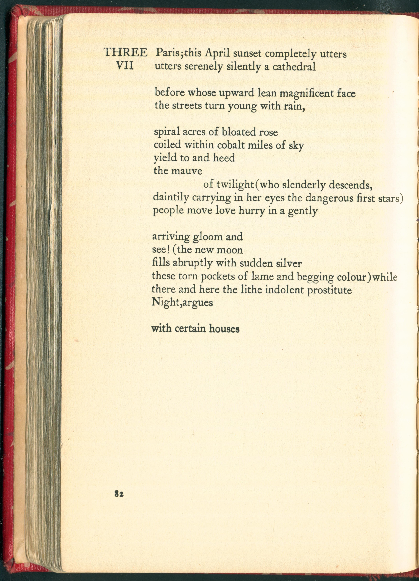 THREE Paris;this April sunset completely utters
VII utters serenely silently a cathedral
before whose upward lean magnificent face
the streets turn young with rain,
spiral acres of bloated rose
coiled within cobalt miles of sky
yield to and heed
the mauve
of twilight(who slenderly descends,
daintily carrying in her eyes the dangerous first stars)
people move love hurry in a gently
arriving gloom and
see!(the new moon
fills abruptly with sudden silver
these torn pockets of lame and begging colour)while
there and here the lithe indolent prostitute
Night,argues
with certain houses
82